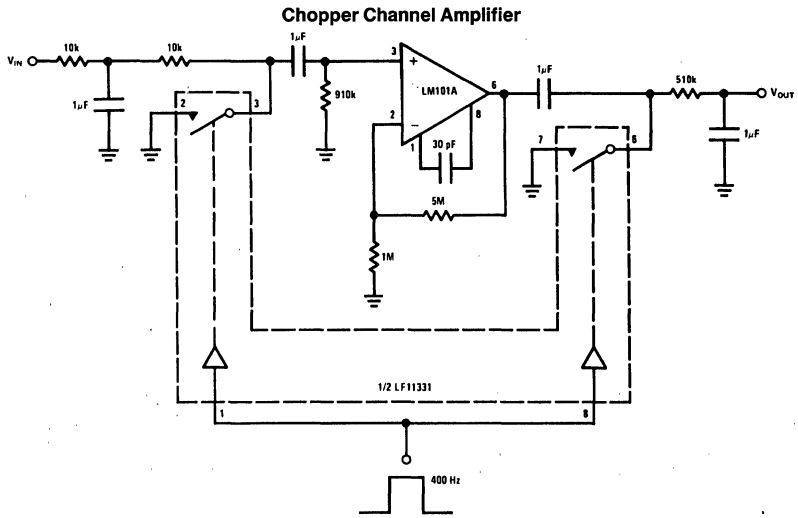 Chopper Channel Amplifier
VIN
10k
10k
1µF
1µF
2
3
910k
3
+
LM101A
6
2
−
1
8
30 pF
5M
1M
1µF
510k
VOUT
1µF
7
6
1/2 LF11331
1
8
400 Hz